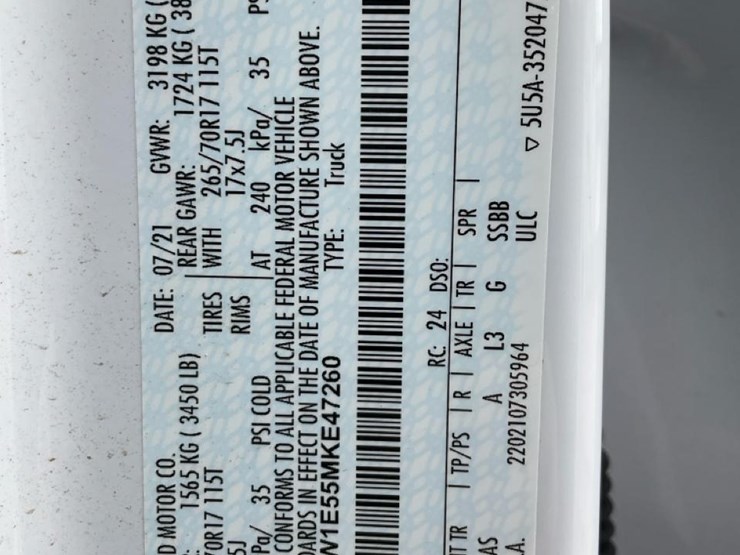 D MOTOR CO. DATE: 07/21 GVWR: 3198 KG (
1565 KG ( 3450 LB) REAR GAWR: 1724 KG ( 38
70R17 115T TIRES WITH 265/70R17 115T
5J RIMS 17x7.5J
Pa/ 35 PSI COLD AT 240 kPa/ 35 PS
CONFORMS TO ALL APPLICABLE FEDERAL MOTOR VEHICLE
DARDS IN EFFECT ON THE DATE OF MANUFACTURE SHOWN ABOVE.
W1E55MKE47260 TYPE: Truck
RC: 24 DSO:
TR TP/PS R AXLE TR SPR
AS A L3 G SSBB
A. 2202107305964 ULC ▽ 5U5A-352047